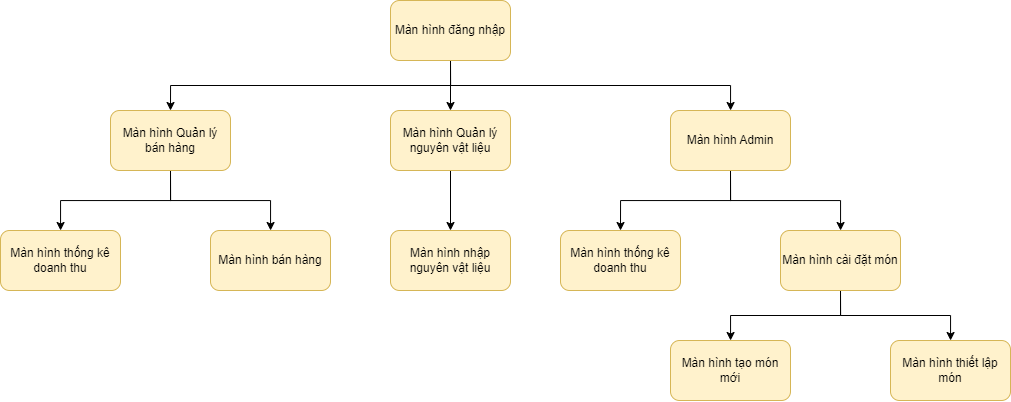 Màn hình đăng nhập
Màn hình Quản lý
bán hàng
Màn hình Quản lý
nguyên vật liệu
Màn hình Admin
Màn hình thống kê
doanh thu
Màn hình bán hàng
Màn hình nhập
nguyên vật liệu
Màn hình thống kê
doanh thu
Màn hình cài đặt món
Màn hình tạo món
mới
Màn hình thiết lập
món